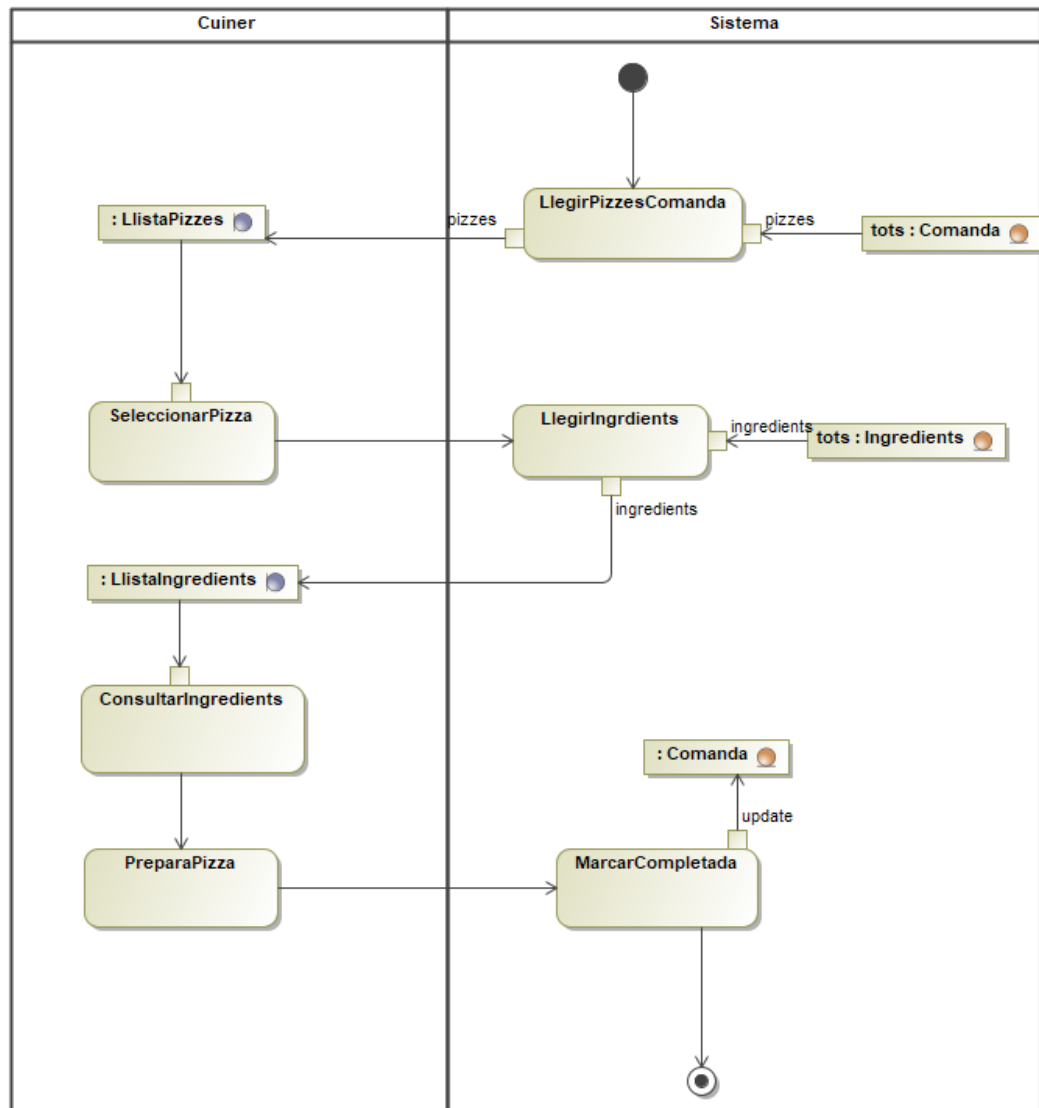 Cuiner
Sistema
LlegirPizzesComanda
: LlistaPizzes
pizzes
pizzes
tots : Comanda
SeleccionarPizza
LlegirIngrdients
ingredients
tots : Ingredients
ingredients
: LlistaIngredients
ConsultarIngredients
: Comanda
update
PreparaPizza
MarcarCompletada